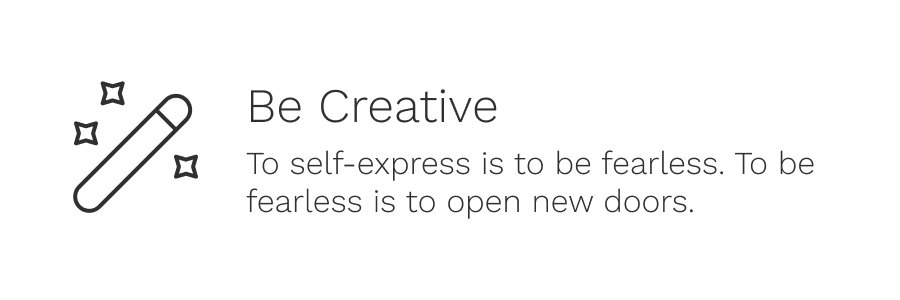 Be Creative
To self-express is to be fearless. To be
fearless is to open new doors.